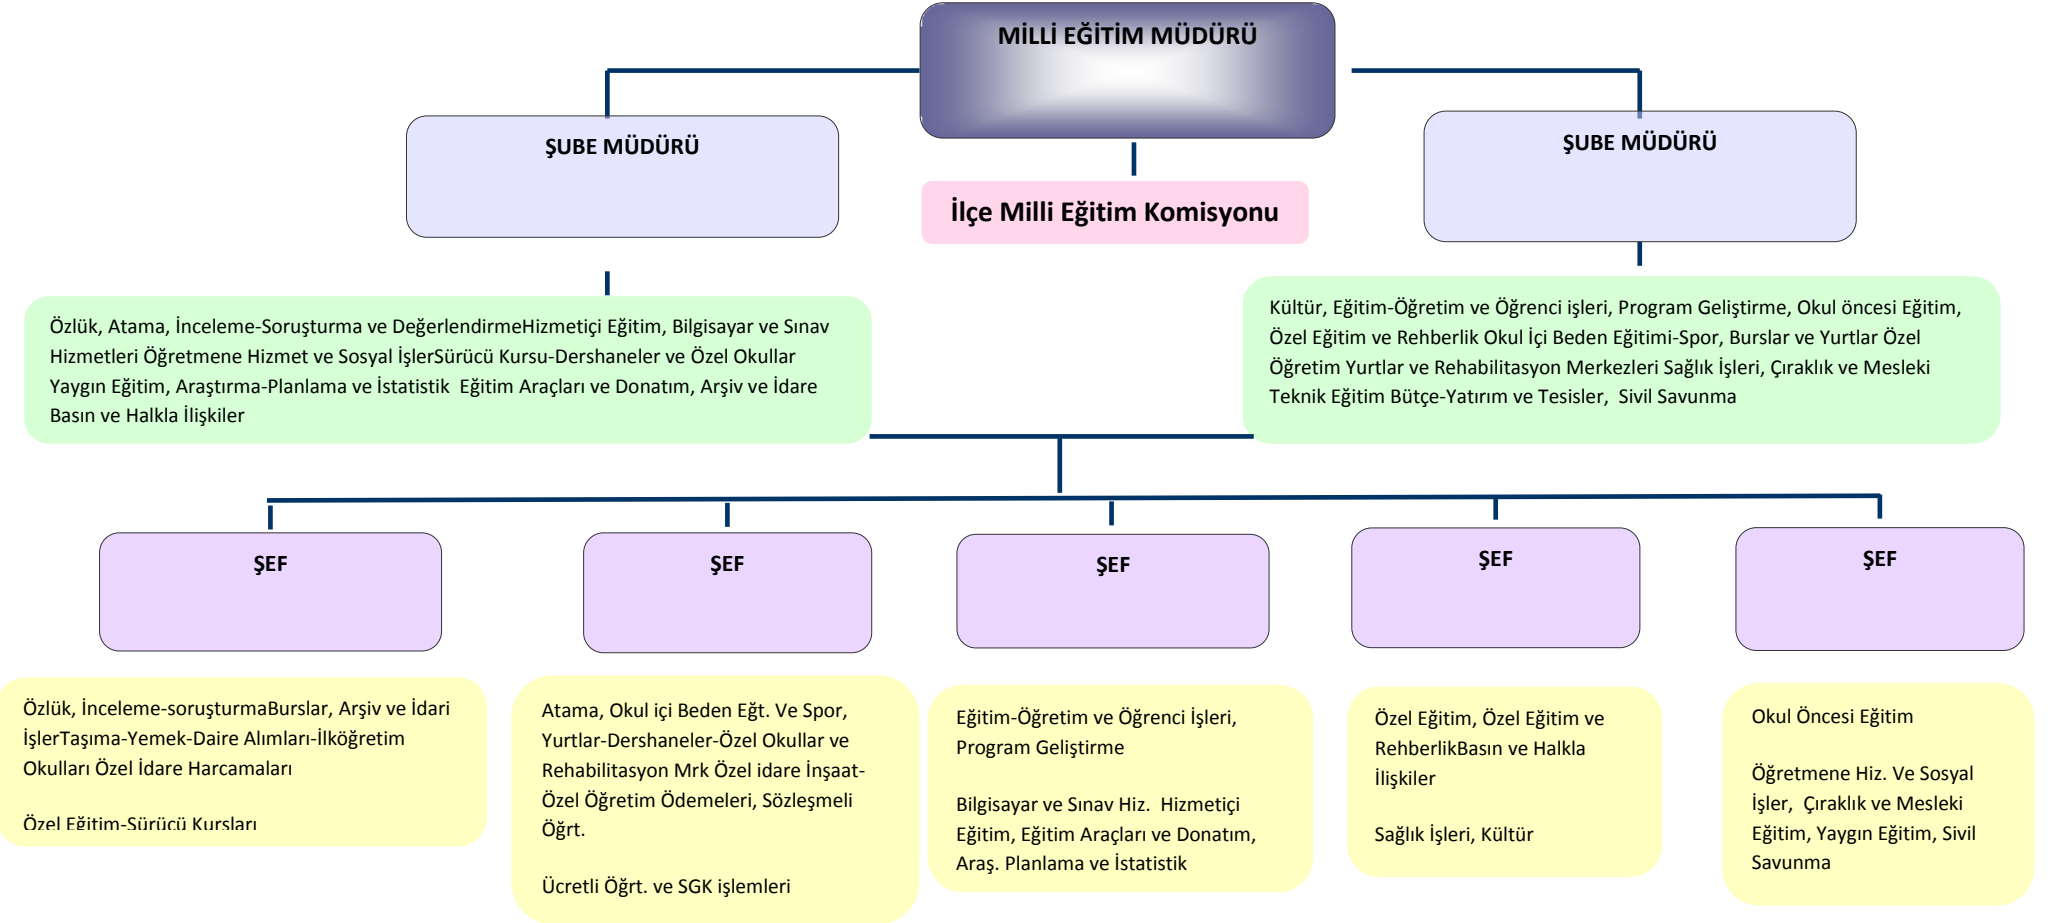 MİLLİ EĞİTİM MÜDÜRÜ
ŞUBE MÜDÜRÜ
ŞUBE MÜDÜRÜ
İlçe Milli Eğitim Komisyonu
Özlük, Atama, İnceleme-Soruşturma ve DeğerlendirmeHizmetiçi Eğitim, Bilgisayar ve Sınav
Hizmetleri Öğretmene Hizmet ve Sosyal İşlerSürücü Kursu-Dershaneler ve Özel Okullar
Yaygın Eğitim, Araştırma-Planlama ve İstatistik  Eğitim Araçları ve Donatım, Arşiv ve İdare
Basın ve Halkla İlişkiler
Kültür, Eğitim-Öğretim ve Öğrenci işleri, Program Geliştirme, Okul öncesi Eğitim,
Özel Eğitim ve Rehberlik Okul İçi Beden Eğitimi-Spor, Burslar ve Yurtlar Özel
Öğretim Yurtlar ve Rehabilitasyon Merkezleri Sağlık İşleri, Çıraklık ve Mesleki
Teknik Eğitim Bütçe-Yatırım ve Tesisler,  Sivil Savunma
ŞEF
ŞEF
ŞEF
ŞEF
ŞEF
Özlük, İnceleme-soruşturmaBurslar, Arşiv ve İdari
İşlerTaşıma-Yemek-Daire Alımları-İlköğretim
Okulları Özel İdare Harcamaları
Özel Eğitim-Sürücü Kursları
Atama, Okul içi Beden Eğt. Ve Spor,
Yurtlar-Dershaneler-Özel Okullar ve
Rehabilitasyon Mrk Özel idare İnşaat-
Özel Öğretim Ödemeleri, Sözleşmeli
Öğrt.
Ücretli Öğrt. ve SGK işlemleri
Eğitim-Öğretim ve Öğrenci İşleri,
Program Geliştirme
Bilgisayar ve Sınav Hiz.  Hizmetiçi
Eğitim, Eğitim Araçları ve Donatım,
Araş. Planlama ve İstatistik
Özel Eğitim, Özel Eğitim ve
RehberlikBasın ve Halkla
İlişkiler
Sağlık İşleri, Kültür
Okul Öncesi Eğitim
Öğretmene Hiz. Ve Sosyal
İşler,  Çıraklık ve Mesleki
Eğitim, Yaygın Eğitim, Sivil
Savunma